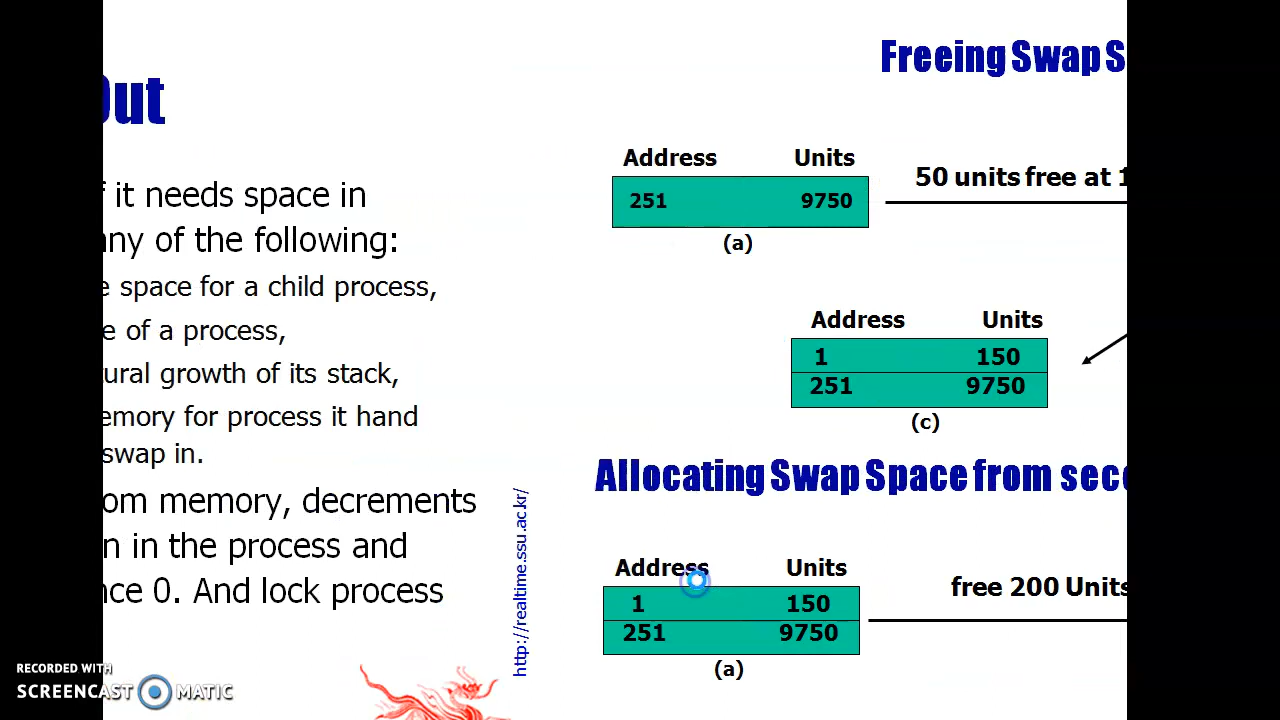 Out
f it needs space in
any of the following:
e space for a child process,
e of a process,
tural growth of its stack,
emory for process it hand
swap in.
om memory, decrements
n in the process and
nce 0. And lock process
http://realtime.ssu.ac.kr/
Freeing Swap S
Address Units
251 9750
(a)
50 units free at 1
Address Units
1 150
251 9750
(c)
Allocating Swap Space from seco
Address Units
1 150
251 9750
(a)
free 200 Units
RECORDED WITH
SCREENCAST MATIC